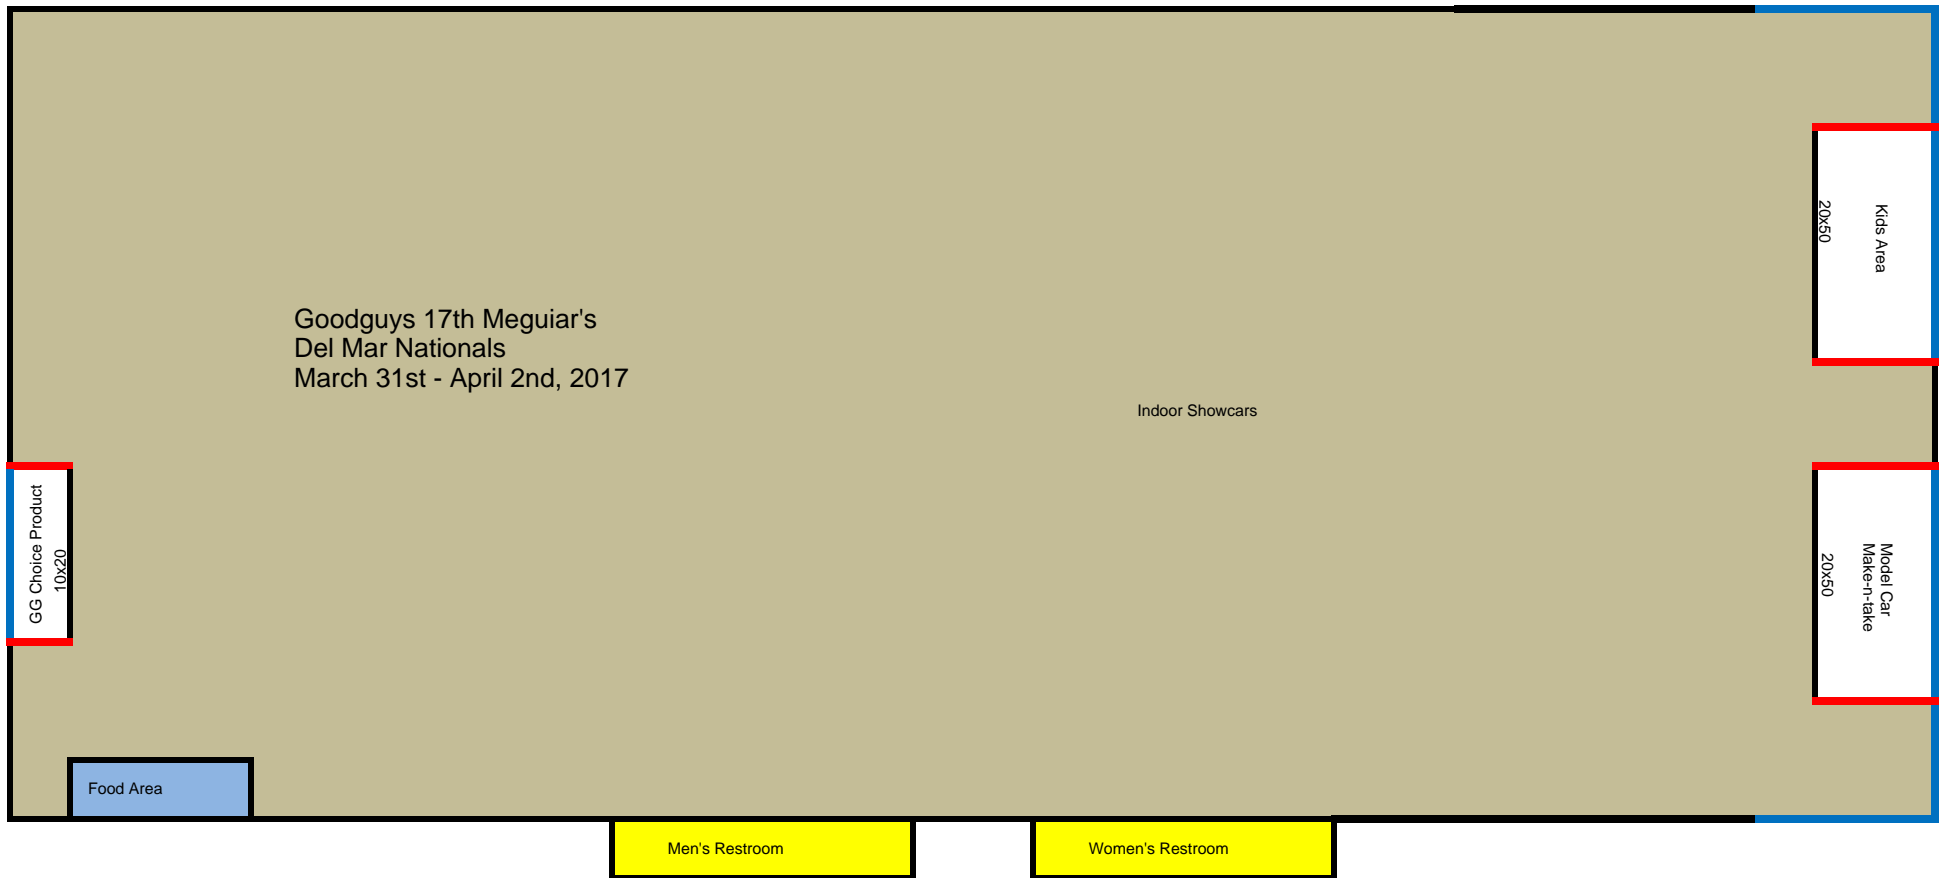 Goodguys 17th Meguiar's
Del Mar Nationals
March 31st - April 2nd, 2017
Indoor Showcars
Kids Area
20x50
GG Choice Product
10x20
Model Car
Make-n-take
20x50
Food Area
Men's Restroom
Women's Restroom